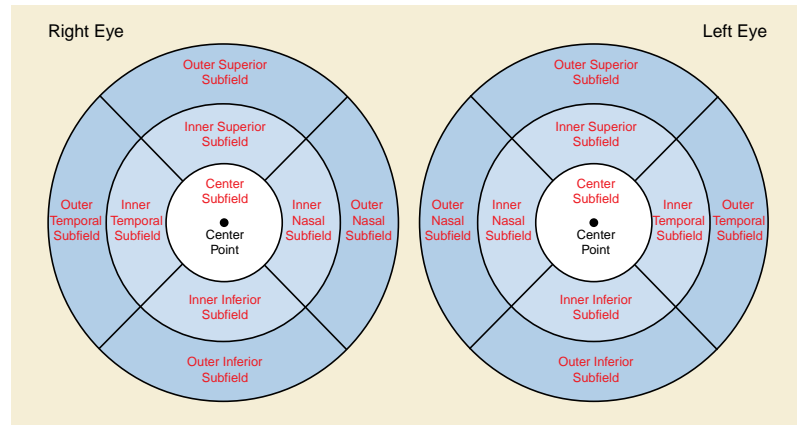 Right Eye
Left Eye
Outer Superior
Subfield
Inner Superior
Subfield
Center
Subfield
Outer
Temporal
Subfield
Inner
Temporal
Subfield
Center
Point
Inner
Nasal
Subfield
Outer
Nasal
Subfield
Inner Inferior
Subfield
Outer Inferior
Subfield
Outer Superior
Subfield
Inner Superior
Subfield
Center
Subfield
Outer
Nasal
Subfield
Inner
Nasal
Subfield
Center
Point
Inner
Temporal
Subfield
Outer
Temporal
Subfield
Inner Inferior
Subfield
Outer Inferior
Subfield